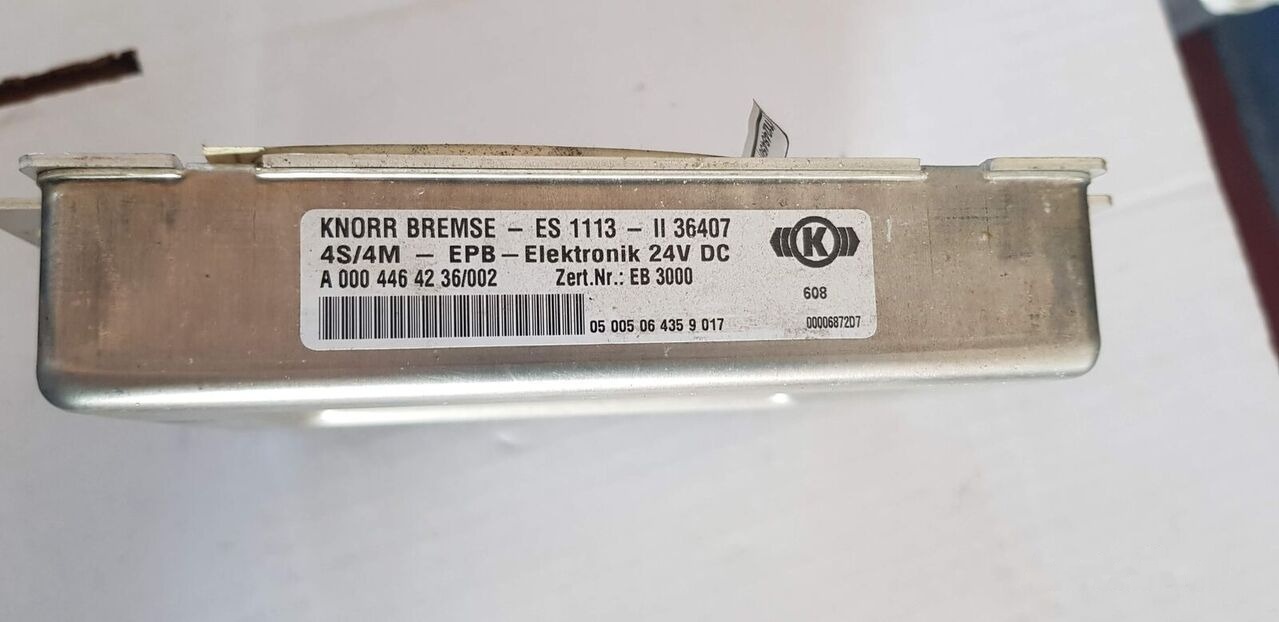 KNORR BREMSE – ES 1113 – II 36407
4S/4M – EPB – Elektronik 24V DC
A 000 446 42 36/002 Zert.Nr.: EB 3000
K
608
05 005 06 435 9 017
00006872D7